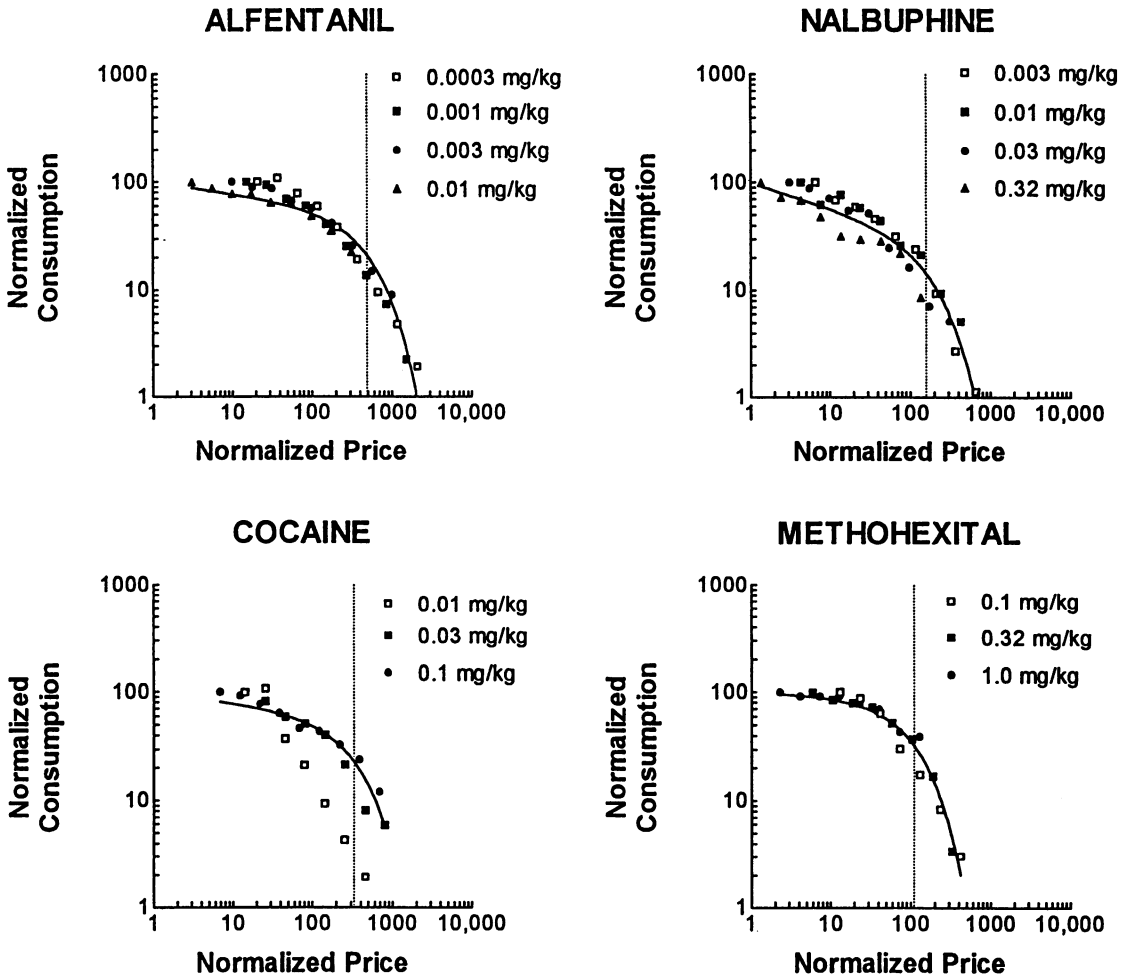 ALFENTANIL
1000
100
10
1
1
10
100
1000
10,000
Normalized
Consumption
Normalized Price
0.0003 mg/kg
0.001 mg/kg
0.003 mg/kg
0.01 mg/kg
NALBUPHINE
1000
100
10
1
1
10
100
1000
10,000
Normalized
Consumption
Normalized Price
0.003 mg/kg
0.01 mg/kg
0.03 mg/kg
0.32 mg/kg
COCAINE
1000
100
10
1
1
10
100
1000
10,000
Normalized
Consumption
Normalized Price
0.01 mg/kg
0.03 mg/kg
0.1 mg/kg
METHOHEXITAL
1000
100
10
1
1
10
100
1000
10,000
Normalized
Consumption
Normalized Price
0.1 mg/kg
0.32 mg/kg
1.0 mg/kg